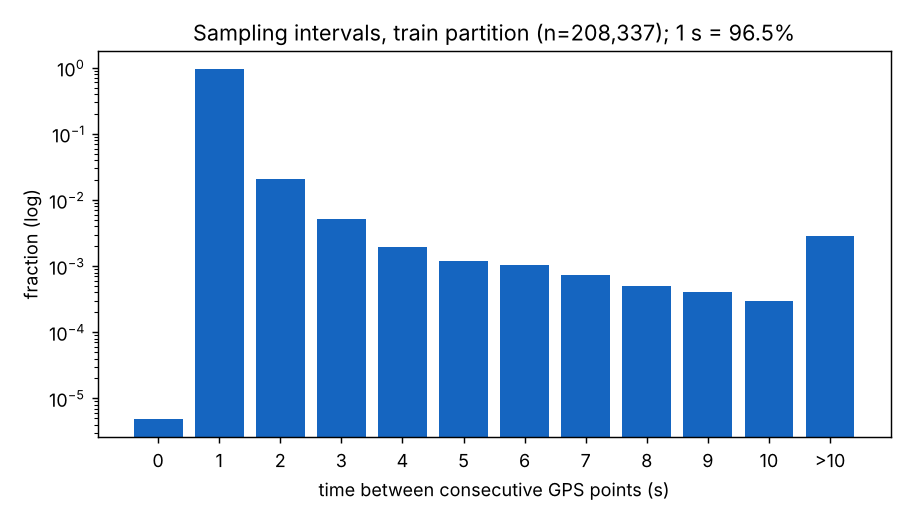 Sampling intervals, train partition (n=208,337); 1 s = 96.5%
fraction (log)
10⁰
10⁻¹
10⁻²
10⁻³
10⁻⁴
10⁻⁵
0 1 2 3 4 5 6 7 8 9 10 >10
time between consecutive GPS points (s)